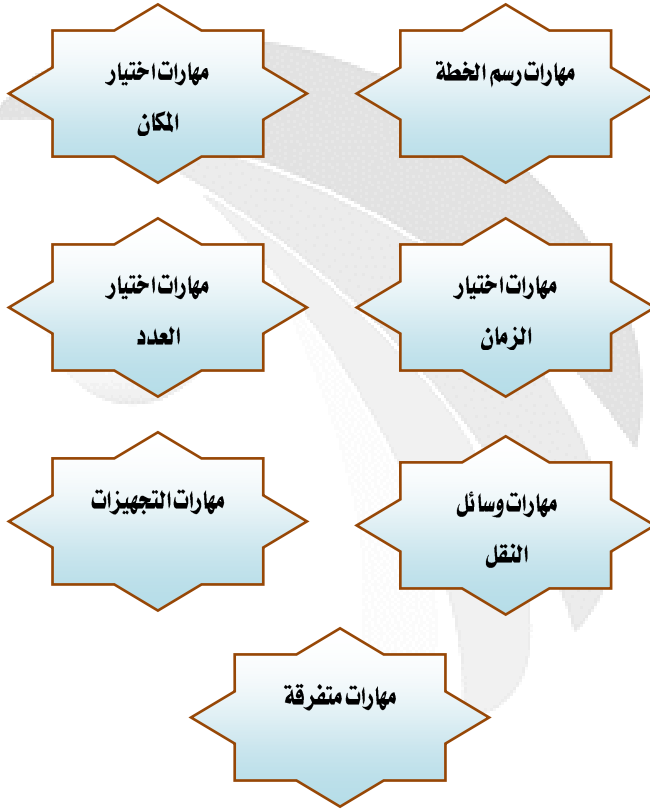 مهارات رسم الخطة
مهارات اختيار
المكان
مهارات اختيار
الزمان
مهارات اختيار
العدد
مهارات وسائل
النقل
مهارات التجهيزات
مهارات متفرقة